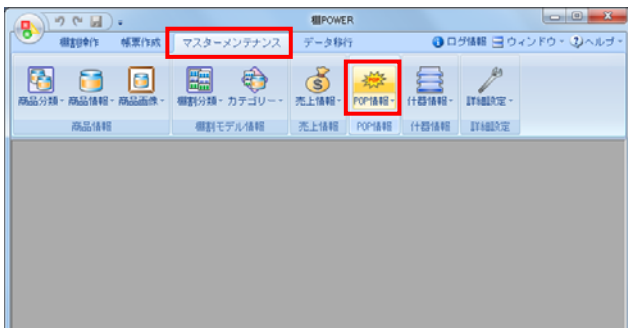 棚POWER
棚割操作 帳票作成 マスターメンテナンス データ移行 ログ情報 ウィンドウ ヘルプ
商品分類 商品情報 商品画像 棚割分類 カテゴリー 売上情報 POP情報 什器情報 詳細設定
商品情報 棚割モデル情報 売上情報 POP情報 什器情報 詳細設定